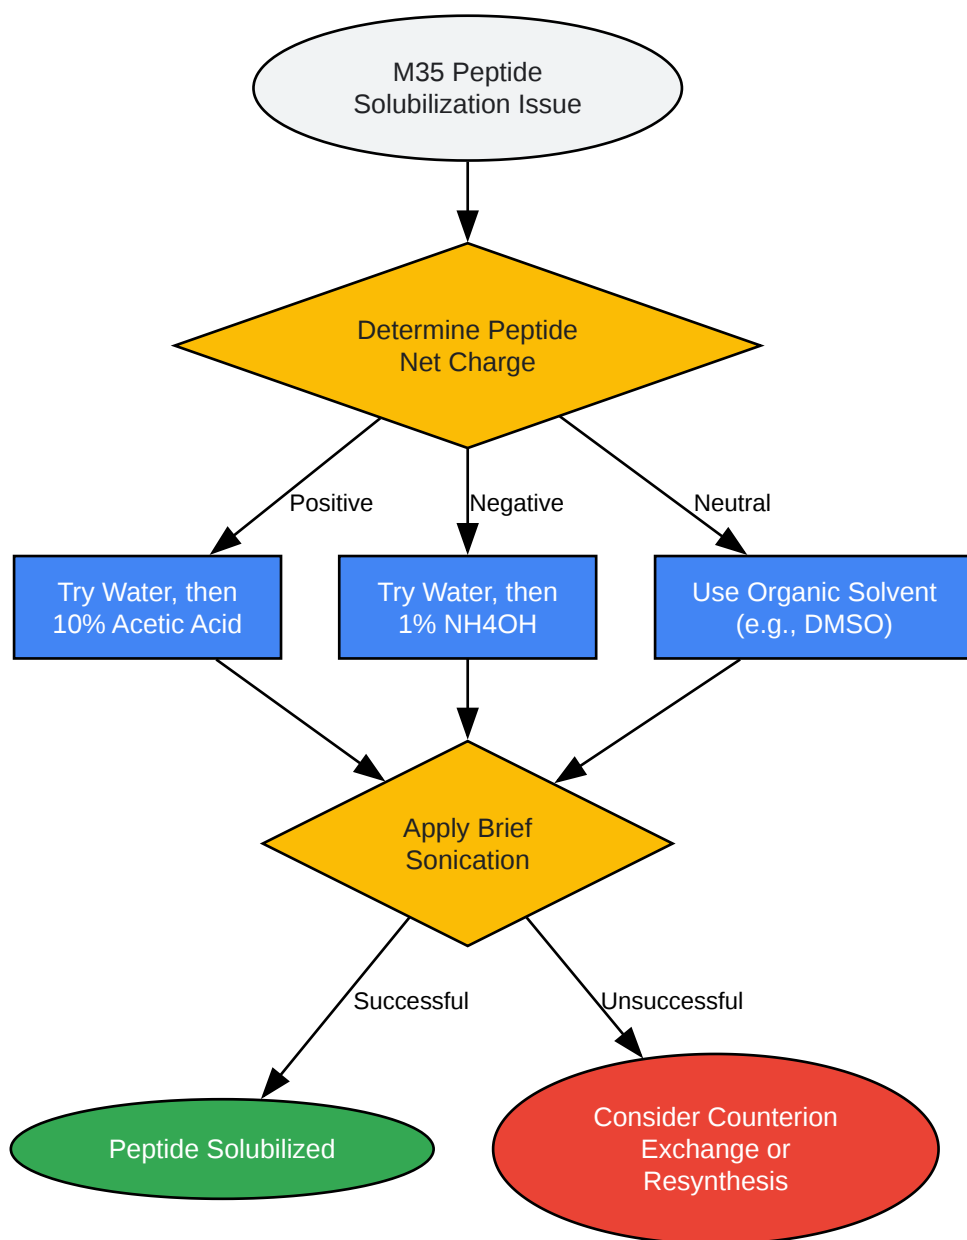 M35 Peptide
Solubilization Issue
Determine Peptide
Net Charge
Positive
Negative
Neutral
Try Water, then
10% Acetic Acid
Try Water, then
1% NH4OH
Use Organic Solvent
(e.g., DMSO)
Apply Brief
Sonication
Successful
Unsuccessful
Peptide Solubilized
Consider Counterion
Exchange or
Resynthesis